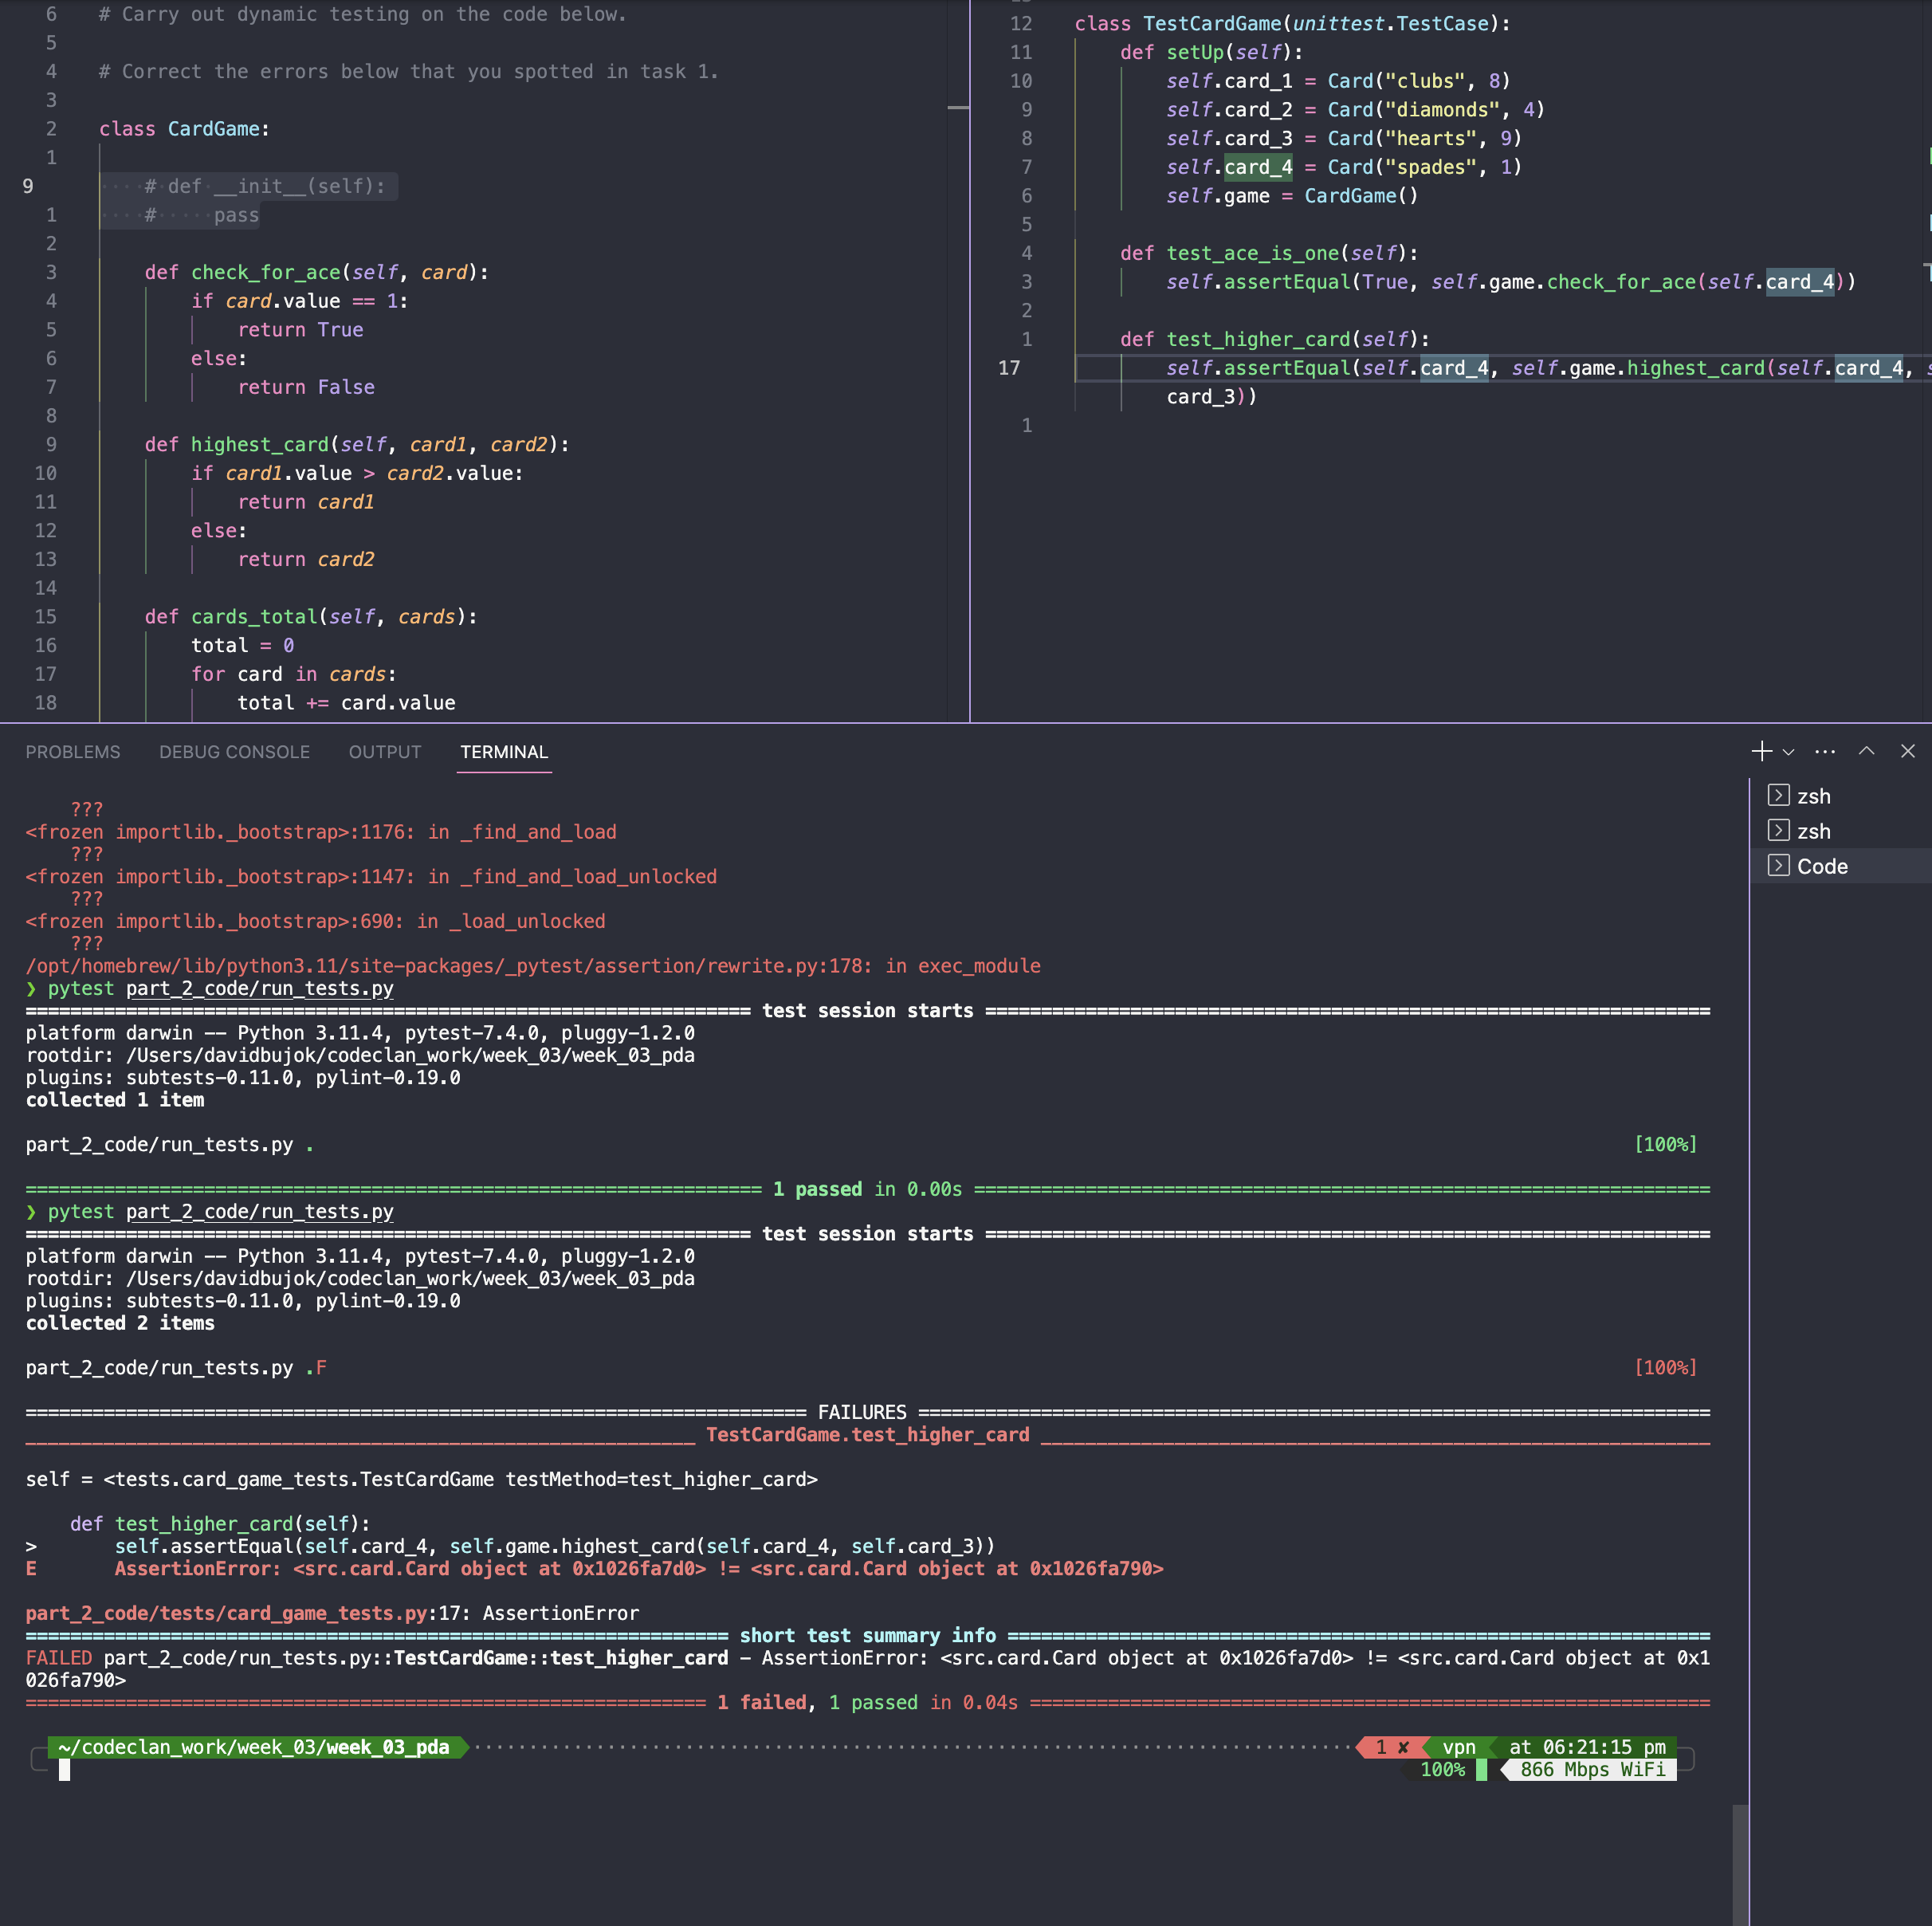 6 # Carry out dynamic testing on the code below.
5
4 # Correct the errors below that you spotted in task 1.
3
2 class CardGame:
1
9 ····# def __init__(self):
1 ····#·····pass
2
3 def check_for_ace(self, card):
4 if card.value == 1:
5 return True
6 else:
7 return False
8
9 def highest_card(self, card1, card2):
10 if card1.value > card2.value:
11 return card1
12 else:
13 return card2
14
15 def cards_total(self, cards):
16 total = 0
17 for card in cards:
18 total += card.value
12 class TestCardGame(unittest.TestCase):
11 def setUp(self):
10 self.card_1 = Card("clubs", 8)
9 self.card_2 = Card("diamonds", 4)
8 self.card_3 = Card("hearts", 9)
7 self.card_4 = Card("spades", 1)
6 self.game = CardGame()
5
4 def test_ace_is_one(self):
3 self.assertEqual(True, self.game.check_for_ace(self.card_4))
2
1 def test_higher_card(self):
17 self.assertEqual(self.card_4, self.game.highest_card(self.card_4,
card_3))
1
PROBLEMS DEBUG CONSOLE OUTPUT TERMINAL
zsh
zsh
Code
???
<frozen importlib._bootstrap>:1176: in _find_and_load
???
<frozen importlib._bootstrap>:1147: in _find_and_load_unlocked
???
<frozen importlib._bootstrap>:690: in _load_unlocked
???
/opt/homebrew/lib/python3.11/site-packages/_pytest/assertion/rewrite.py:178: in exec_module
❯ pytest part_2_code/run_tests.py
================ test session starts ================
platform darwin -- Python 3.11.4, pytest-7.4.0, pluggy-1.2.0
rootdir: /Users/davidbujok/codeclan_work/week_03/week_03_pda
plugins: subtests-0.11.0, pylint-0.19.0
collected 1 item
part_2_code/run_tests.py . [100%]
================ 1 passed in 0.00s ================
❯ pytest part_2_code/run_tests.py
================ test session starts ================
platform darwin -- Python 3.11.4, pytest-7.4.0, pluggy-1.2.0
rootdir: /Users/davidbujok/codeclan_work/week_03/week_03_pda
plugins: subtests-0.11.0, pylint-0.19.0
collected 2 items
part_2_code/run_tests.py .F [100%]
================ FAILURES ================
________________ TestCardGame.test_higher_card ________________
self = <tests.card_game_tests.TestCardGame testMethod=test_higher_card>
def test_higher_card(self):
> self.assertEqual(self.card_4, self.game.highest_card(self.card_4, self.card_3))
E AssertionError: <src.card.Card object at 0x1026fa7d0> != <src.card.Card object at 0x1026fa790>
part_2_code/tests/card_game_tests.py:17: AssertionError
================ short test summary info ================
FAILED part_2_code/run_tests.py::TestCardGame::test_higher_card - AssertionError: <src.card.Card object at 0x1026fa7d0> != <src.card.Card object at 0x1
026fa790>
================ 1 failed, 1 passed in 0.04s ================
~/codeclan_work/week_03/week_03_pda 1 ✘ vpn at 06:21:15 pm
100% 866 Mbps WiFi